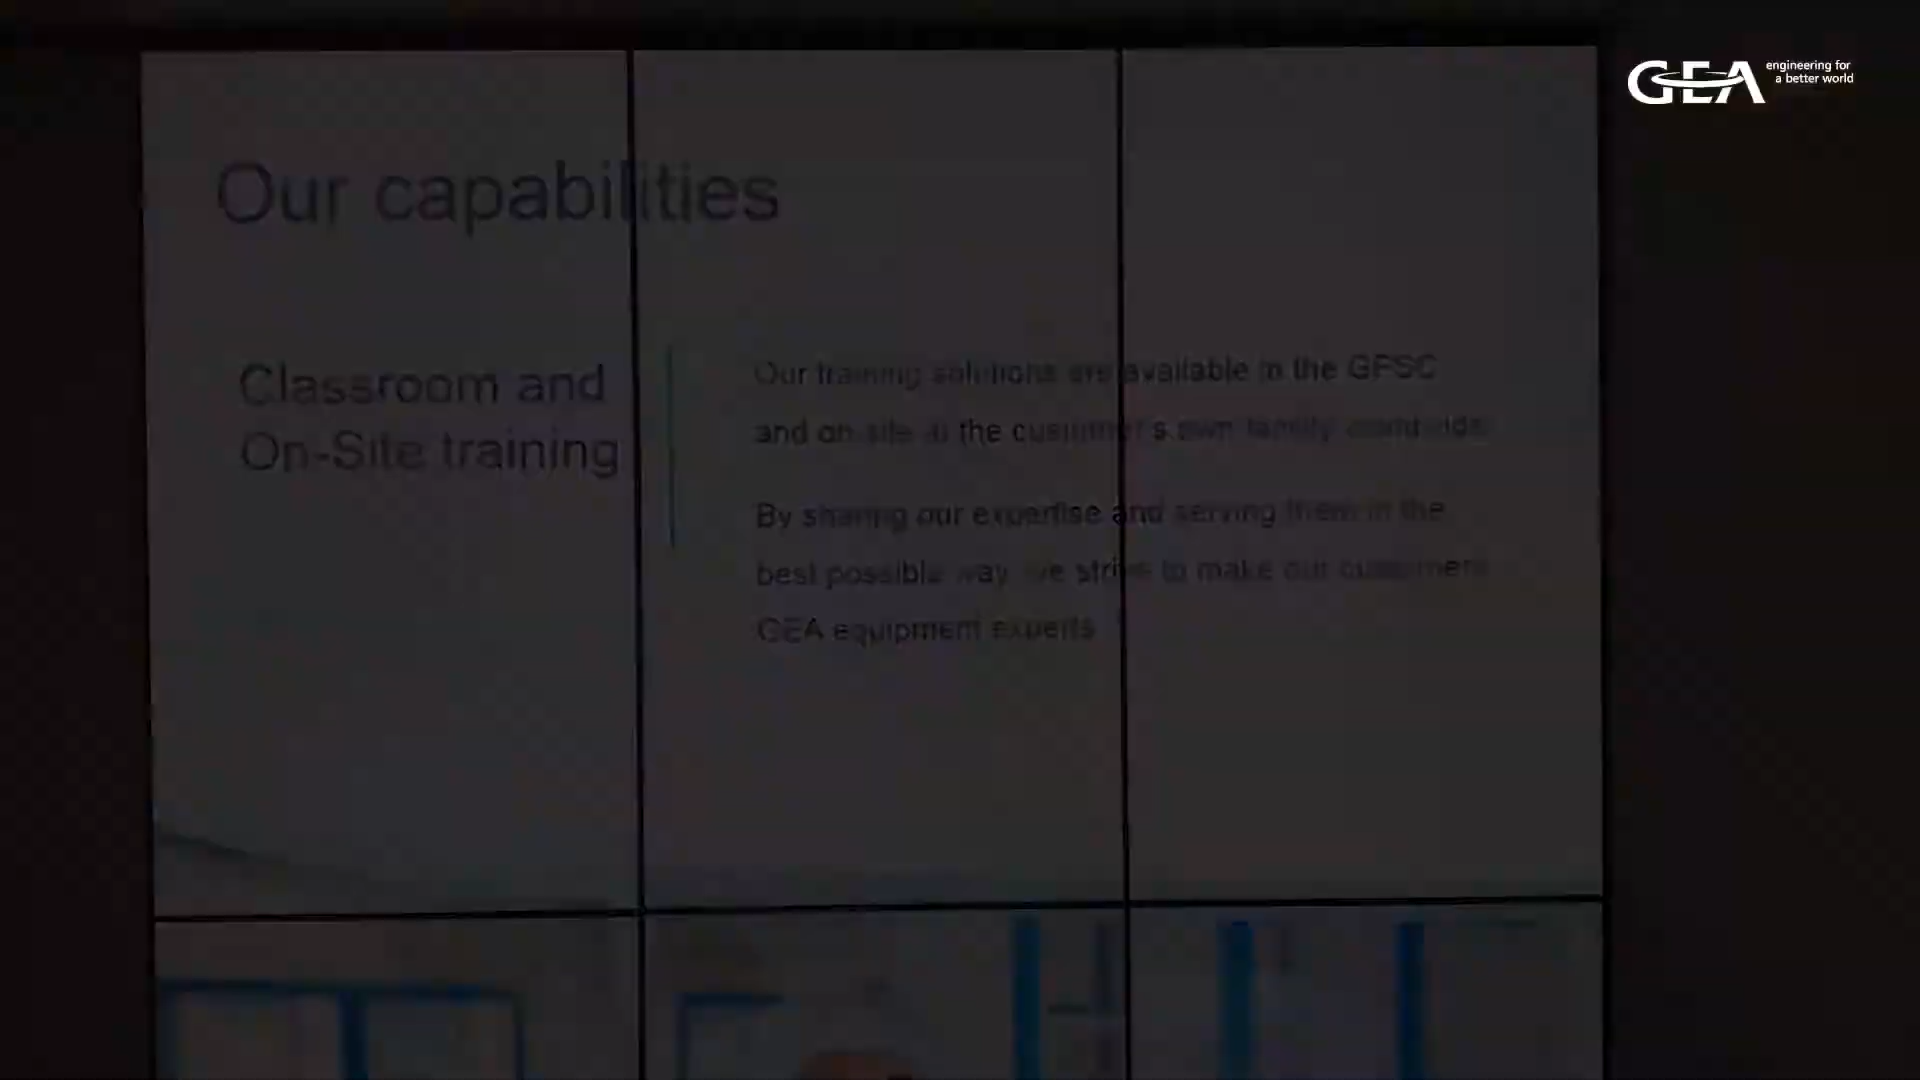 GEA engineering for
a better world
Our capabilities
Classroom and
On-Site training
Our training solutions are available in the GFSC
and on-site at the customer's own facility
By sharing our expertise and serving them in the
best possible way we strive to make our customers
GEA equipment experts